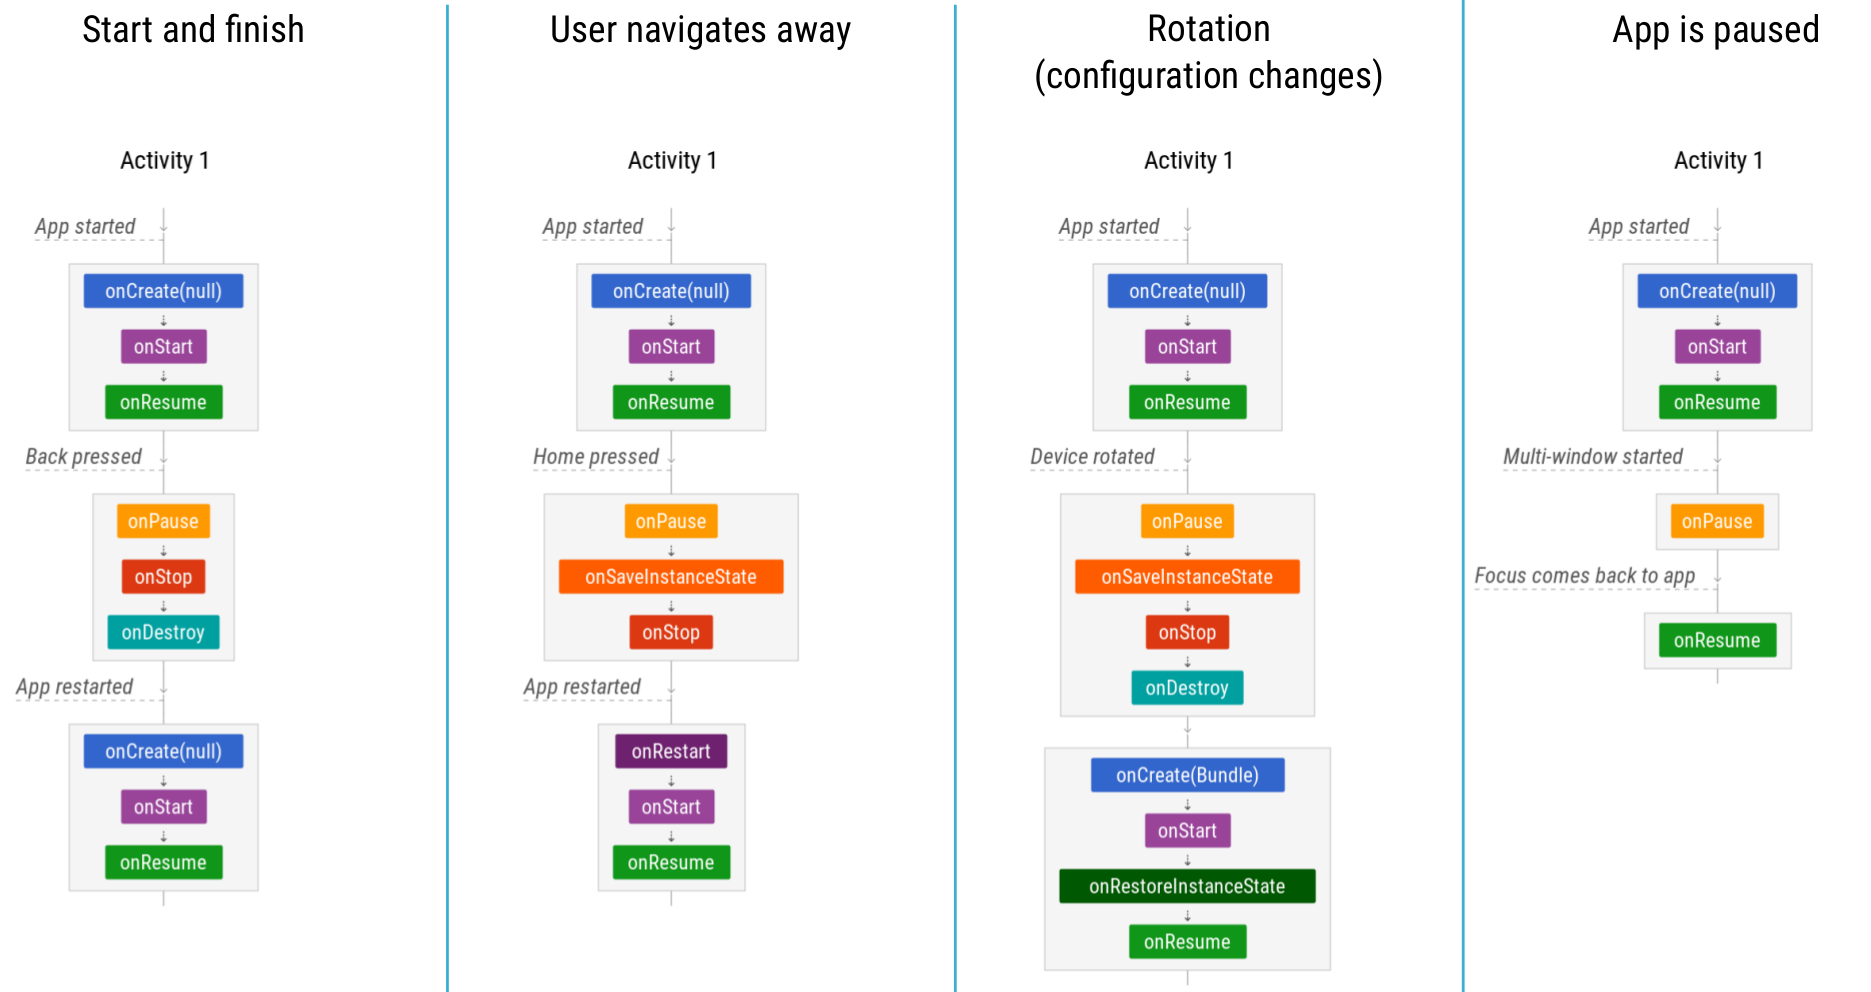 Start and finish
Activity 1
App started
onCreate(null)
onStart
onResume
Back pressed
onPause
onStop
onDestroy
App restarted
onCreate(null)
onStart
onResume
User navigates away
Activity 1
App started
onCreate(null)
onStart
onResume
Home pressed
onPause
onSaveInstanceState
onStop
App restarted
onRestart
onStart
onResume
Rotation
(configuration changes)
Activity 1
App started
onCreate(null)
onStart
onResume
Device rotated
onPause
onSaveInstanceState
onStop
onDestroy
onCreate(Bundle)
onStart
onRestoreInstanceState
onResume
App is paused
Activity 1
App started
onCreate(null)
onStart
onResume
Multi-window started
onPause
Focus comes back to app
onResume